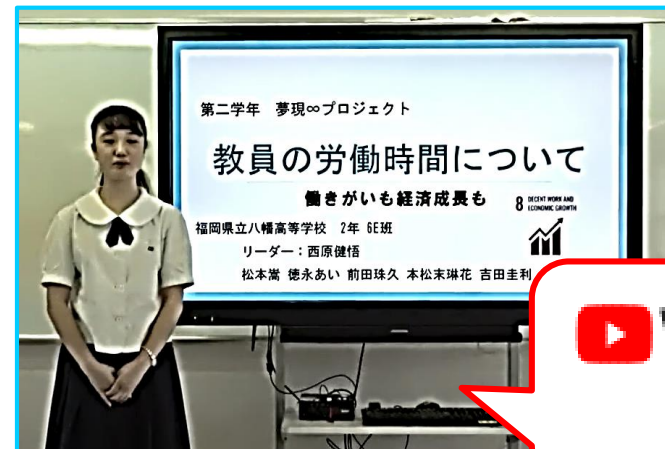 第二学年 夢現∞プロジェクト
教員の労働時間について
働きがいも経済成長も
8 DECENT WORK AND
ECONOMIC GROWTH
福岡県立八幡高等学校 2年 6E班
リーダー：西原健悟
松本嵩 徳永あい 前田珠久 本松末琳花 吉田圭利